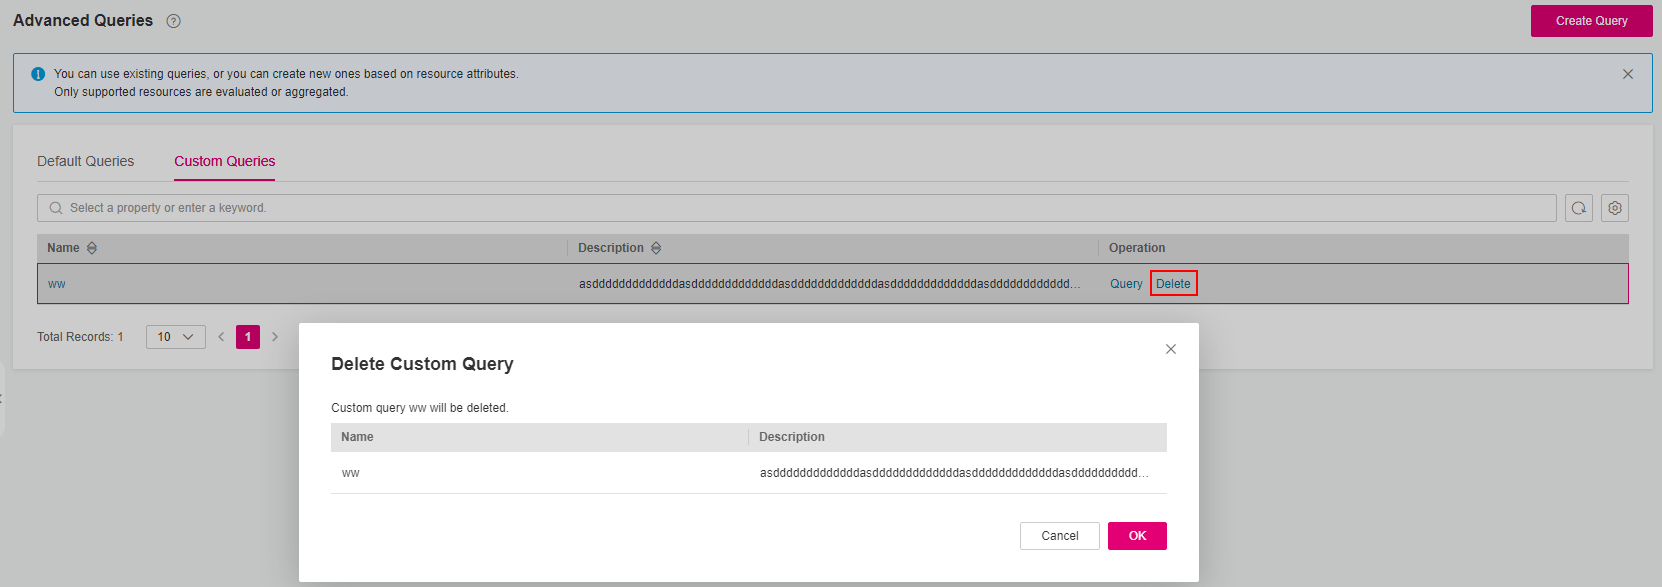 Advanced Queries
Create Query
You can use existing queries, or you can create new ones based on resource attributes.
Only supported resources are evaluated or aggregated.
Default Queries Custom Queries
Select a property or enter a keyword.
Name Description Operation
ww asdddddddddddddasdddddddddddddasdddddddddddddasdddddddddddddasdddddddddddd... Query Delete
Total Records: 1 10 1
Delete Custom Query
Custom query ww will be deleted.
Name Description
ww asdddddddddddddasdddddddddddddasdddddddddddddasdddddddddd...
Cancel OK